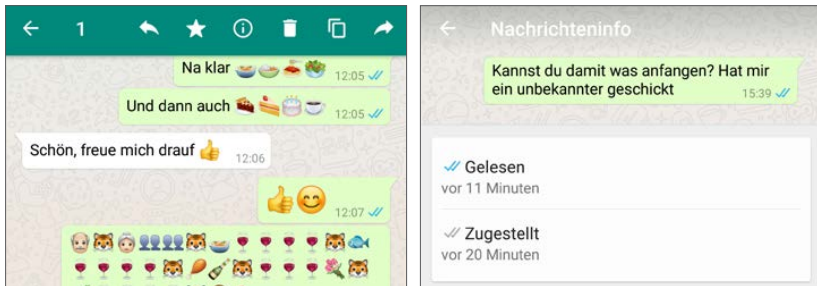 1
Na klar 🍜🍲🍝🥗 12:05
Und dann auch 🍰🍰🎂☕ 12:05
Schön, freue mich drauf 👍 12:06
👍😊 12:07
👴🐯👵👥👥🐯🍜🍷🍷🍷🍷🐯🐟
🍷🍷🍷🍷🐯🍗🍾🐯🍷🍷🍷💐🐯
Nachrichteninfo
Kannst du damit was anfangen? Hat mir
ein unbekannter geschickt 15:39
Gelesen
vor 11 Minuten
Zugestellt
vor 20 Minuten